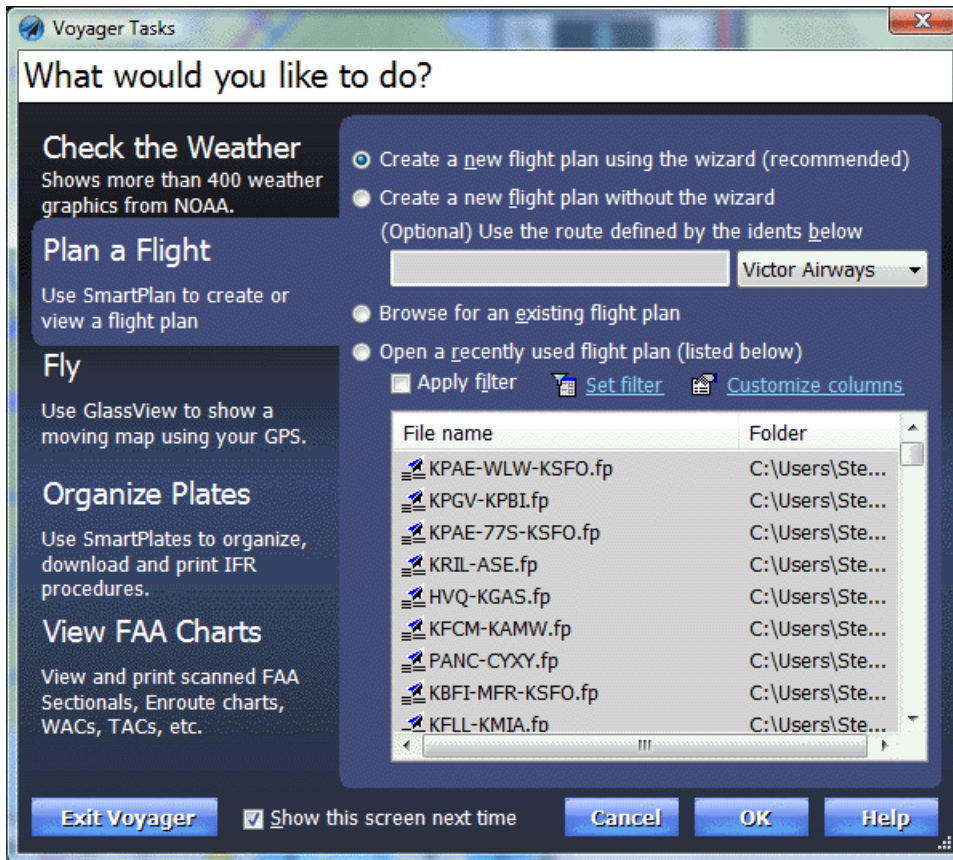 Voyager Tasks
What would you like to do?
Check the Weather
Shows more than 400 weather
graphics from NOAA.
Plan a Flight
Use SmartPlan to create or
view a flight plan
Fly
Use GlassView to show a
moving map using your GPS.
Organize Plates
Use SmartPlates to organize,
download and print IFR
procedures.
View FAA Charts
View and print scanned FAA
Sectionals, Enroute charts,
WACs, TACs, etc.
Create a new flight plan using the wizard (recommended)
Create a new flight plan without the wizard
(Optional) Use the route defined by the idents below
Victor Airways
Browse for an existing flight plan
Open a recently used flight plan (listed below)
Apply filter Set filter Customize columns
File name Folder
KPAE-WLW-KSFO.fp C:\Users\Ste...
KPGV-KPBI.fp C:\Users\Ste...
KPAE-77S-KSFO.fp C:\Users\Ste...
KRIL-ASE.fp C:\Users\Ste...
HVQ-KGAS.fp C:\Users\Ste...
KFCM-KAMW.fp C:\Users\Ste...
PANC-CYXY.fp C:\Users\Ste...
KBFI-MFR-KSFO.fp C:\Users\Ste...
KFLL-KMIA.fp C:\Users\Ste...
Exit Voyager Show this screen next time Cancel OK Help